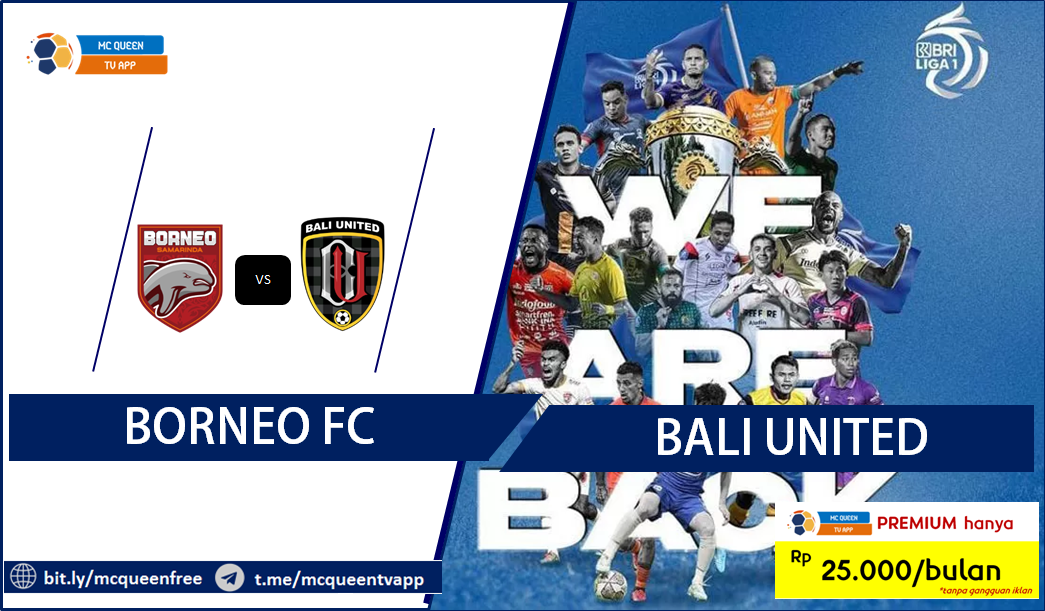 MC QUEEN
TV APP
BRI
LIGA 1
WE
ARE
BACK
BORNEO
SAMARINDA
VS
BALI UNITED
BORNEO FC
BALI UNITED
MC QUEEN
TV APP
PREMIUM hanya
Rp 25.000/bulan
*tanpa gangguan iklan
bit.ly/mcqueenfree
t.me/mcqueentvapp